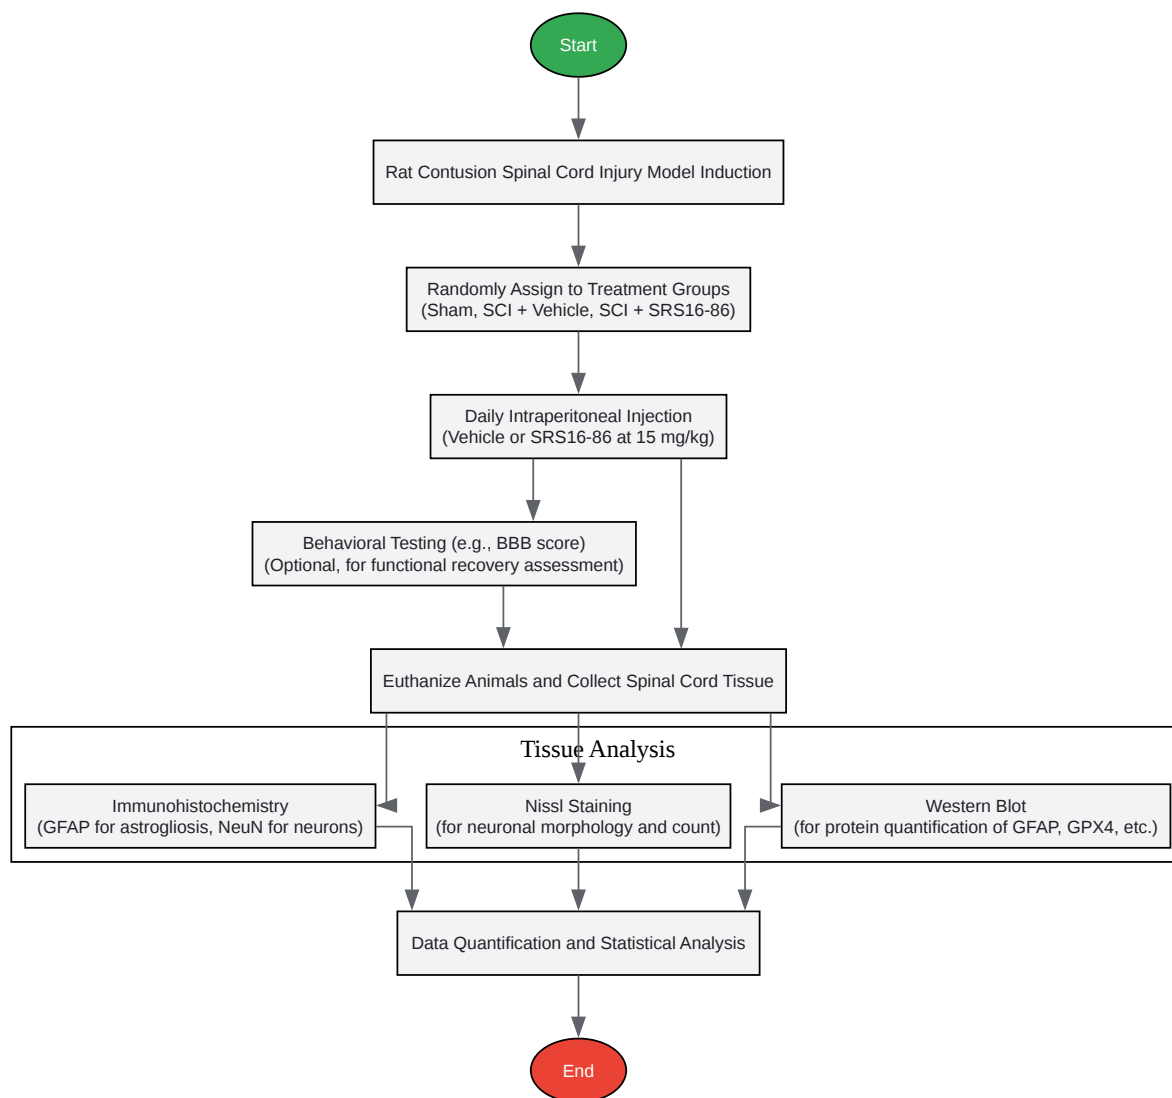 Start
Rat Contusion Spinal Cord Injury Model Induction
Randomly Assign to Treatment Groups
(Sham, SCI + Vehicle, SCI + SRS16-86)
Daily Intraperitoneal Injection
(Vehicle or SRS16-86 at 15 mg/kg)
Behavioral Testing (e.g., BBB score)
(Optional, for functional recovery assessment)
Euthanize Animals and Collect Spinal Cord Tissue
Tissue Analysis
Immunohistochemistry
(GFAP for astrogliosis, NeuN for neurons)
Nissl Staining
(for neuronal morphology and count)
Western Blot
(for protein quantification of GFAP, GPX4, etc.)
Data Quantification and Statistical Analysis
End